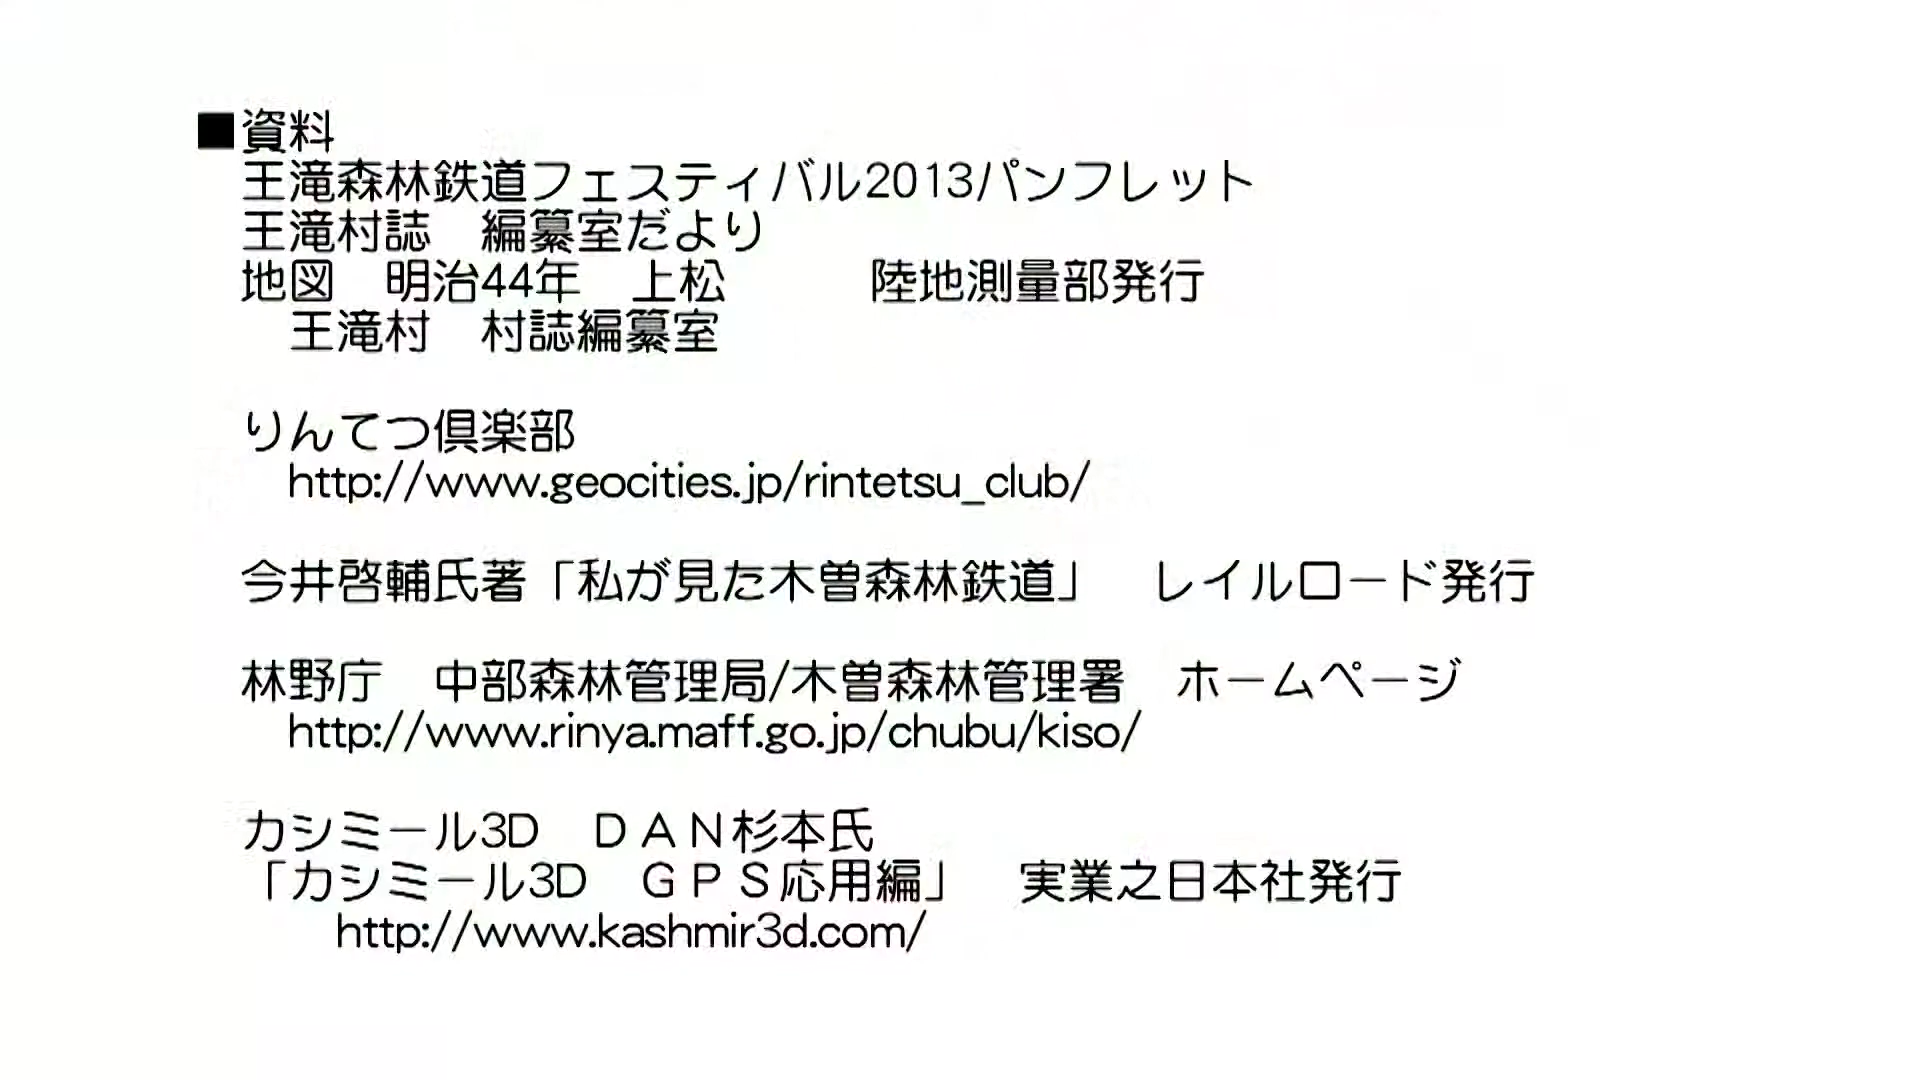 ■資料
王滝森林鉄道フェスティバル2013パンフレット
王滝村誌　編纂室だより
地図　明治44年　上松　　　陸地測量部発行
王滝村　村誌編纂室
りんてつ倶楽部
http://www.geocities.jp/rintetsu_club/
今井啓輔氏著「私が見た木曽森林鉄道」　レイルロード発行
林野庁　中部森林管理局/木曽森林管理署　ホームページ
http://www.rinya.maff.go.jp/chubu/kiso/
カシミール3D　ＤＡＮ杉本氏
「カシミール3D　ＧＰＳ応用編」　実業之日本社発行
http://www.kashmir3d.com/